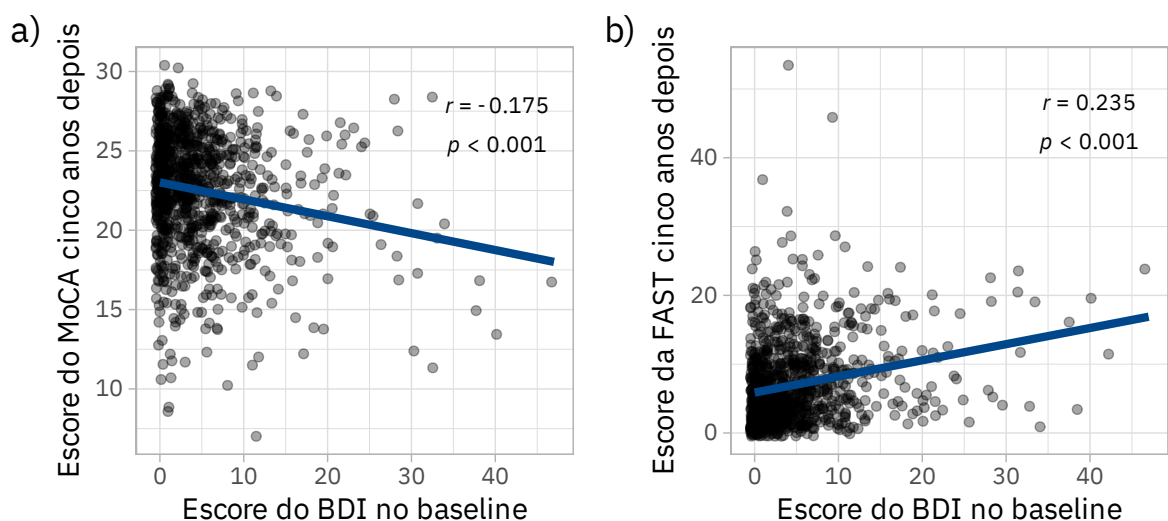 a)
Escore do MoCA cinco anos depois
30
25
20
15
10
r = -0.175
p < 0.001
0
10
20
30
40
Escore do BDI no baseline
b)
Escore da FAST cinco anos depois
40
20
0
r = 0.235
p < 0.001
0
10
20
30
40
Escore do BDI no baseline